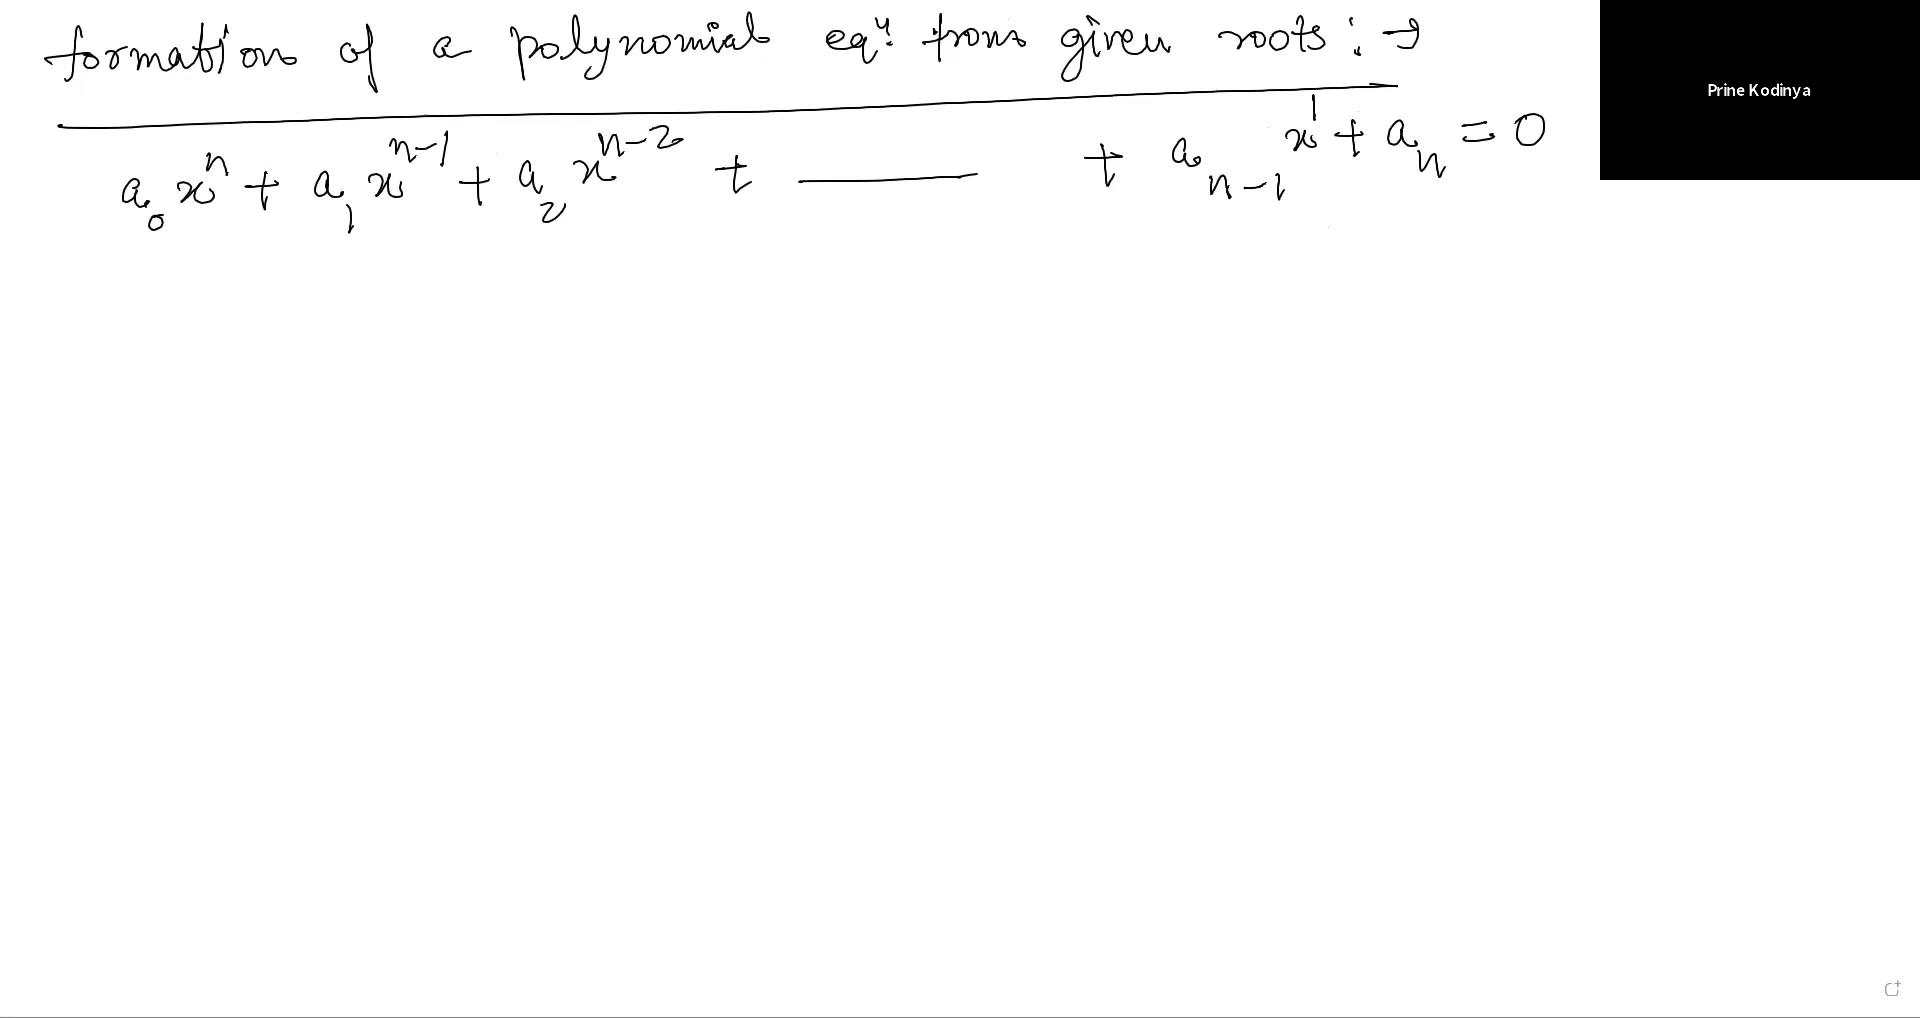 formation of a polynomial eqⁿ. from given roots :→
a₀xⁿ + a₁xⁿ⁻¹ + a₂xⁿ⁻² + ——— + aₙ₋₁x¹ + aₙ = 0
Prine Kodinya